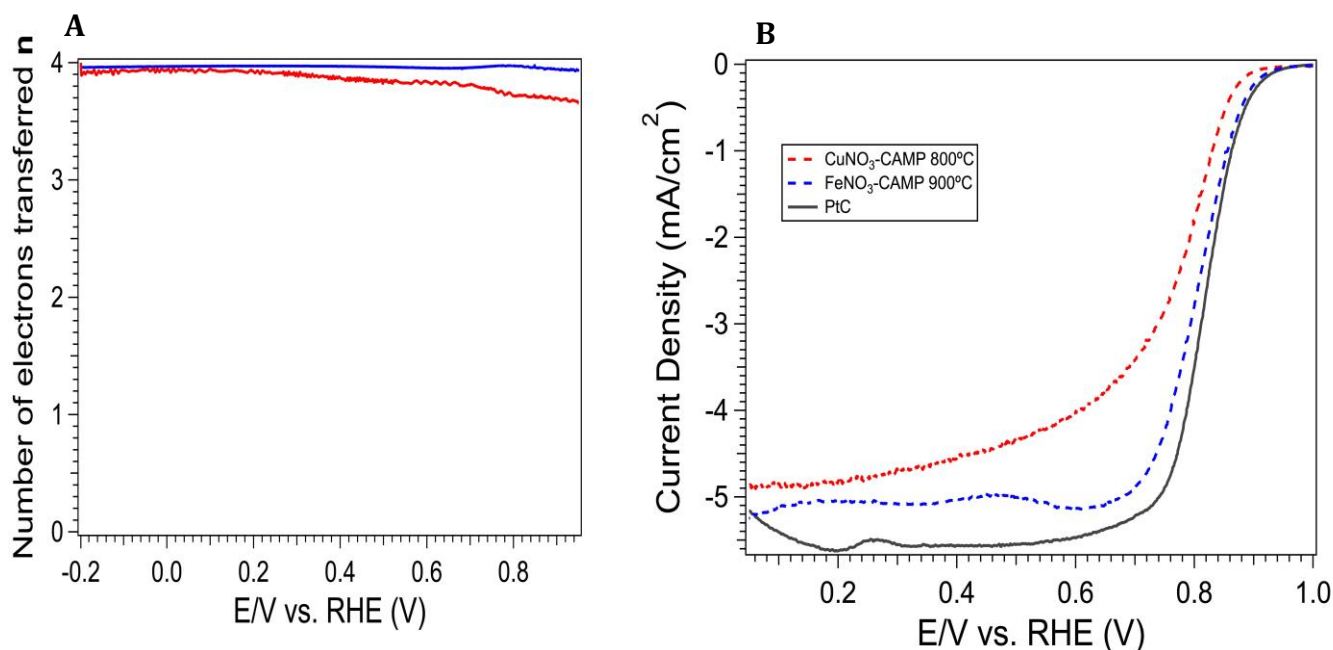 A
Number of electrons transferred n
4
3
2
1
0
-0.2
0.0
0.2
0.4
0.6
0.8
E/V vs. RHE (V)
B
Current Density (mA/cm²)
0
-1
-2
-3
-4
-5
CuNO₃-CAMP 800ºC
FeNO₃-CAMP 900ºC
PtC
0.2
0.4
0.6
0.8
1.0
E/V vs. RHE (V)